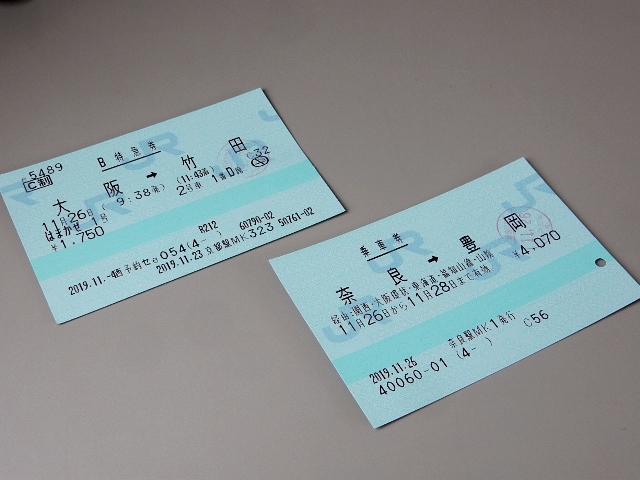 5489
C制
B特急券
大阪 → 竹田
11月26日 ( 9:38発) (11:43着) 2号車 1番D席
はまかぜ 1号
¥1,750
R212 60790-02
2019.11.-4西予約セ@054(4- )
2019.11.23京都駅MK323 50761-02
乗車券
奈良 → 豊岡
経由:関西・大阪環状・東海道・福知山線・山陰
11月26日から11月28日まで有効 ¥4,070
2019.11.26 奈良駅MK1発行
40060-01 (4- ) C56